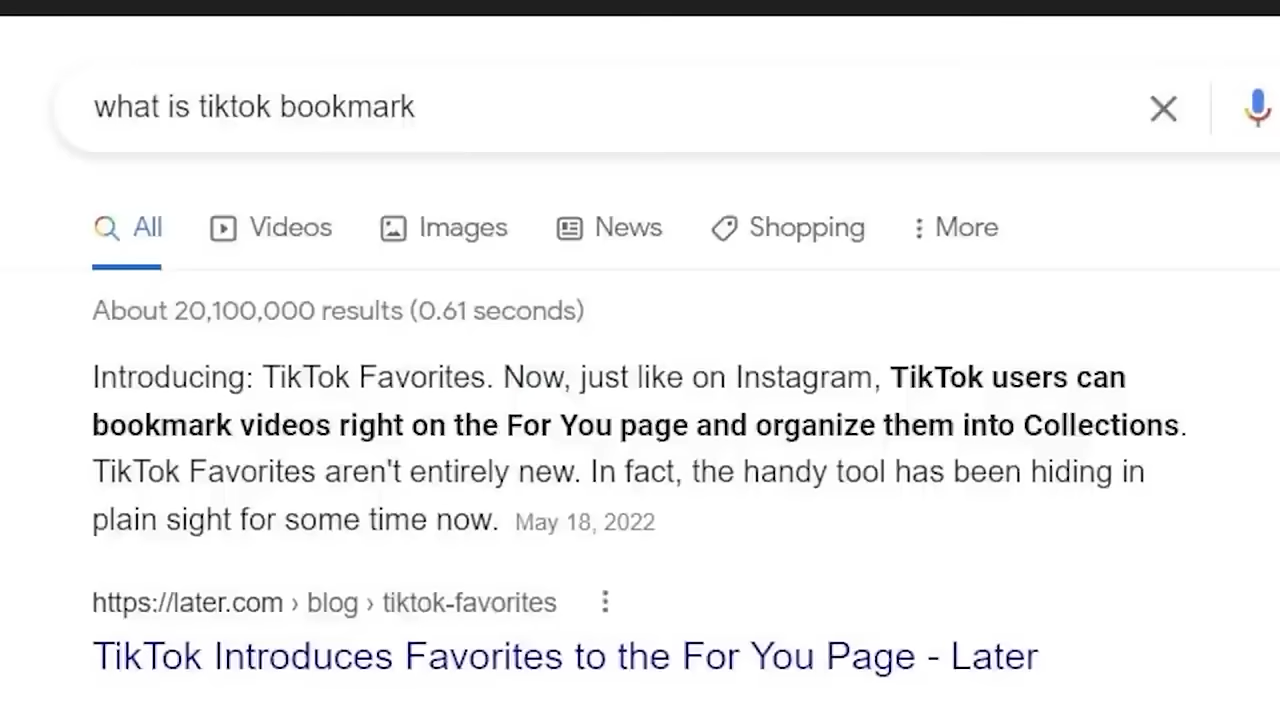 what is tiktok bookmark
All Videos Images News Shopping More
About 20,100,000 results (0.61 seconds)
Introducing: TikTok Favorites. Now, just like on Instagram, TikTok users can
bookmark videos right on the For You page and organize them into Collections.
TikTok Favorites aren't entirely new. In fact, the handy tool has been hiding in
plain sight for some time now. May 18, 2022
https://later.com › blog › tiktok-favorites
TikTok Introduces Favorites to the For You Page - Later